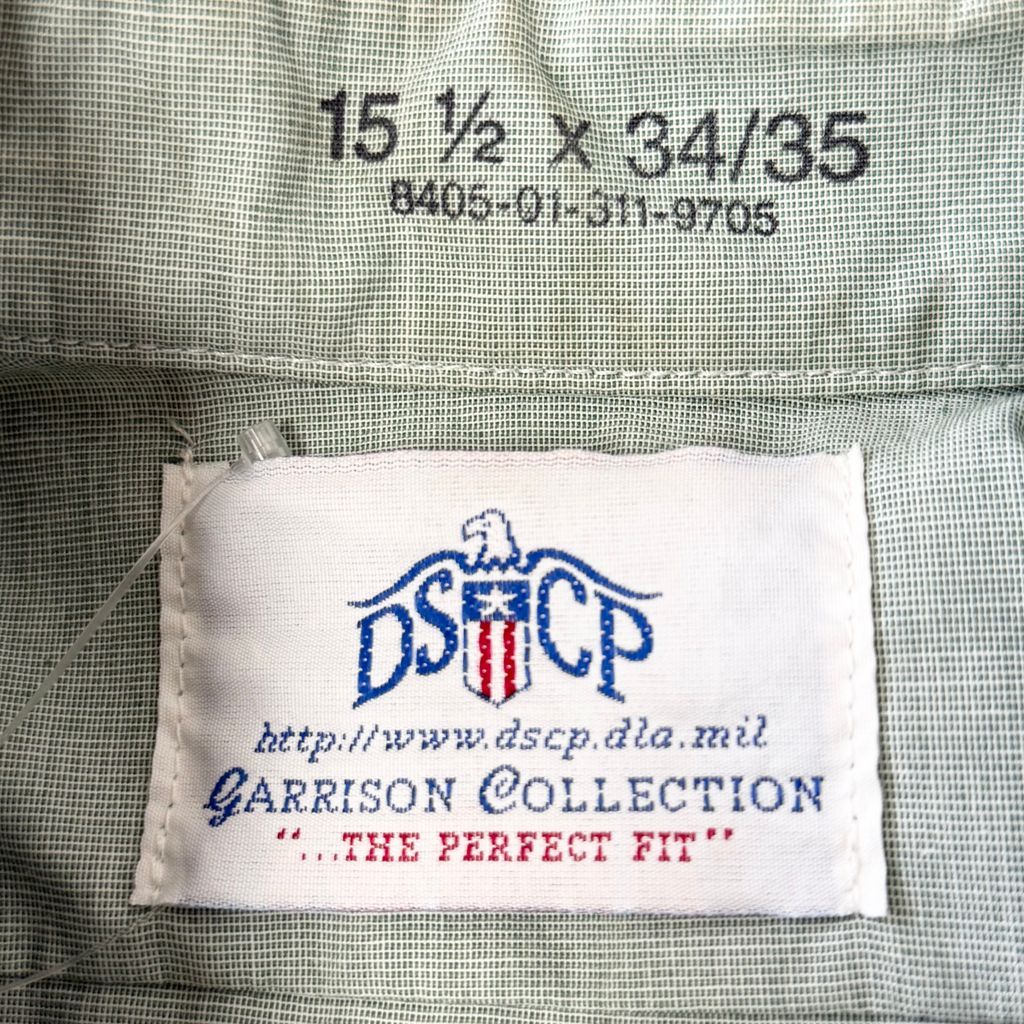 15 ½ x 34/35
8405-01-311-9705
DSCP
http://www.dscp.dla.mil
GARRISON COLLECTION
"...THE PERFECT FIT"